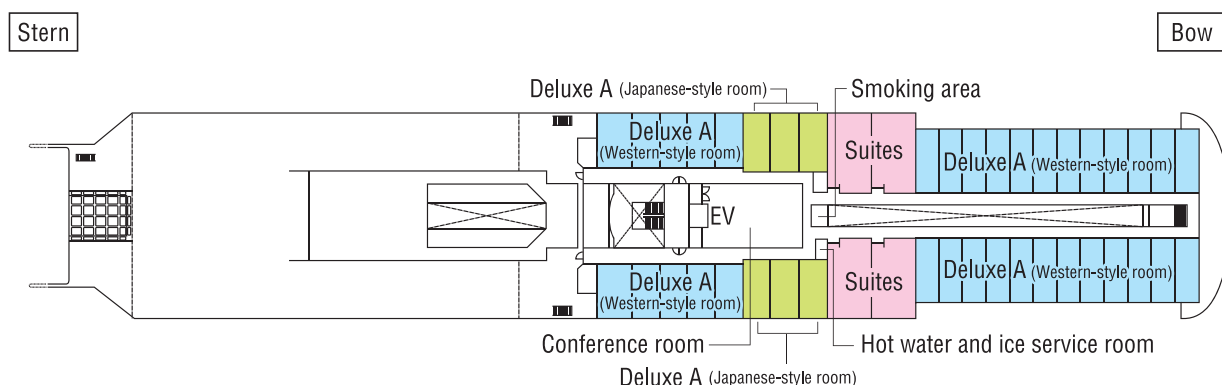 Stern
Bow
Deluxe A (Japanese-style room)
Smoking area
Deluxe A
(Western-style room)
Suites
Deluxe A (Western-style room)
EV
Deluxe A
(Western-style room)
Suites
Deluxe A (Western-style room)
Conference room
Hot water and ice service room
Deluxe A (Japanese-style room)